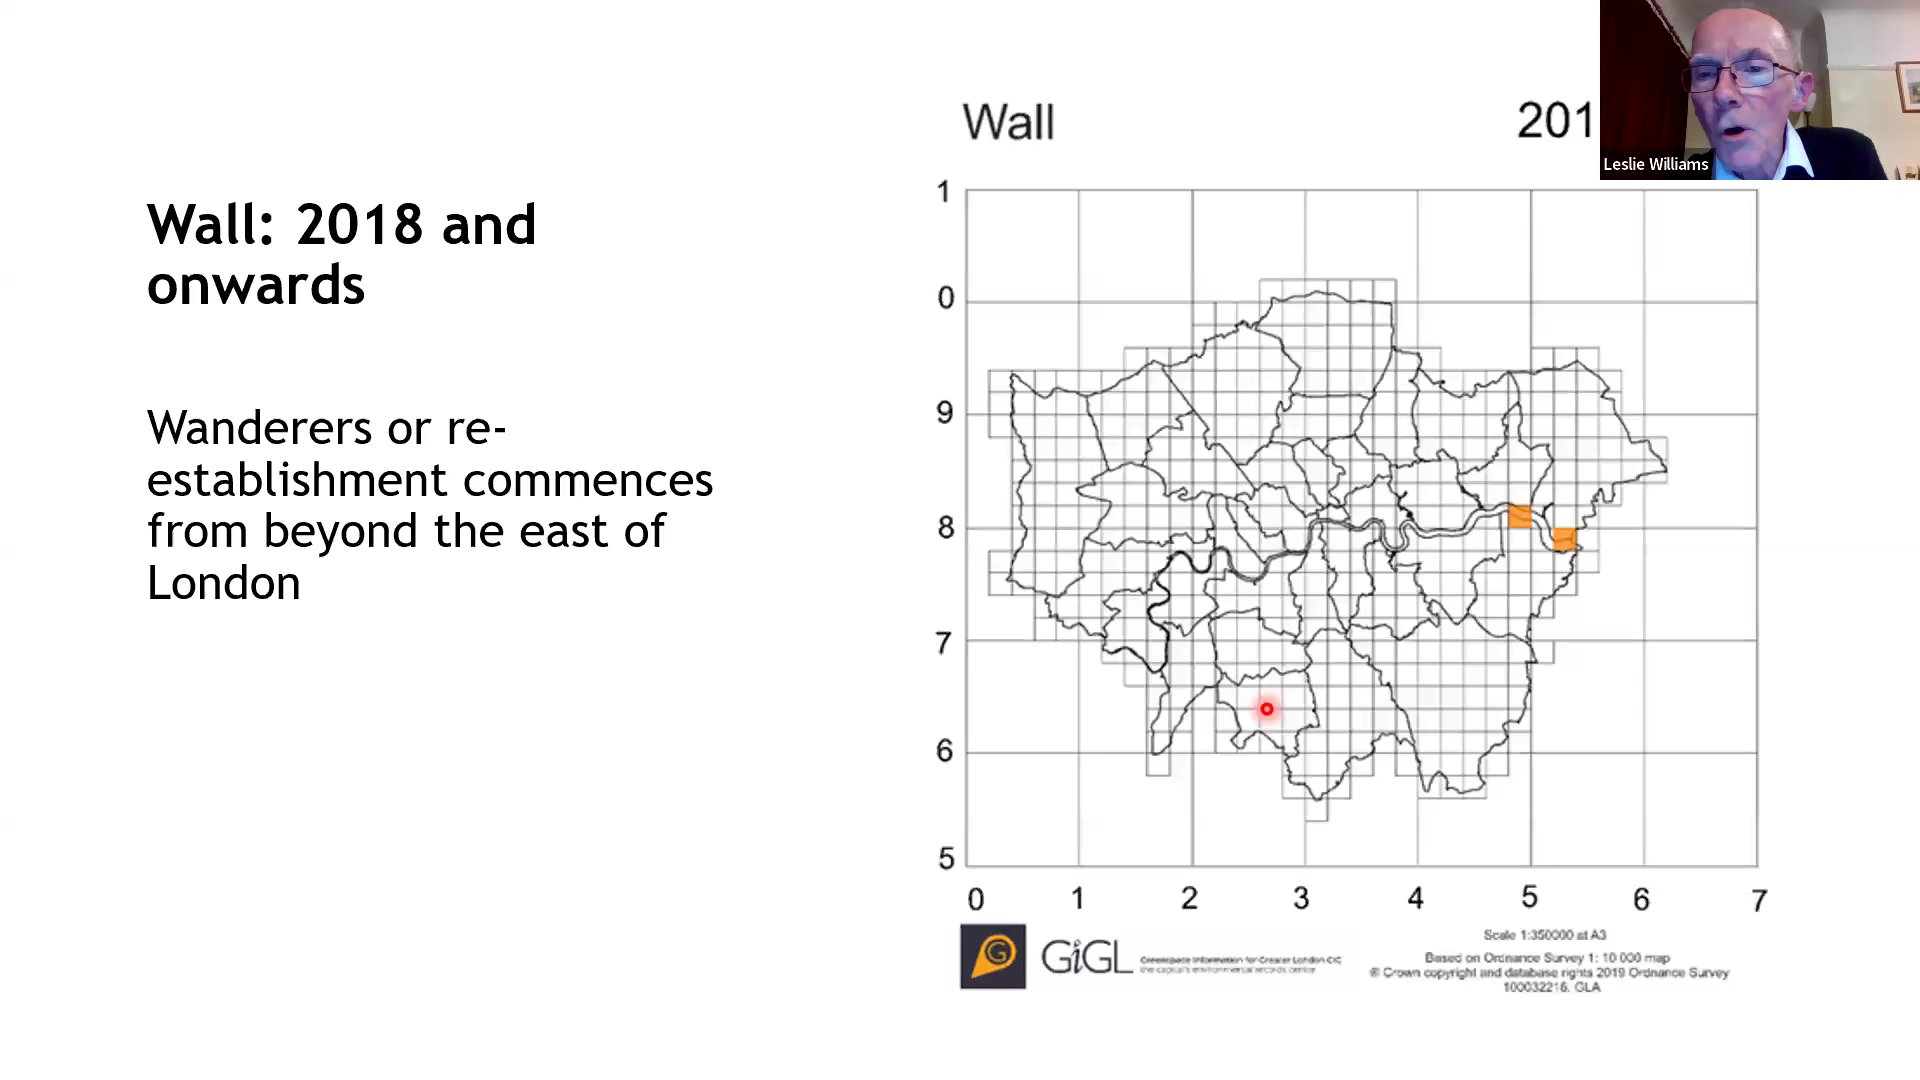 Wall: 2018 and
onwards
Wanderers or re-
establishment commences
from beyond the east of
London
Wall
201
Leslie Williams
1
0
9
8
7
6
5
0
1
2
3
4
5
6
7
G
GiGL
Greenspace Information for Greater London CIC
the capital's environmental records centre
Scale 1:350000 at A3
Based on Ordnance Survey 1: 10 000 map
© Crown copyright and database rights 2019 Ordnance Survey
100032216, GLA